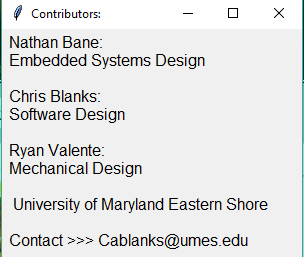 Contributors:
Nathan Bane:
Embedded Systems Design
Chris Blanks:
Software Design
Ryan Valente:
Mechanical Design
University of Maryland Eastern Shore
Contact >>> Cablanks@umes.edu